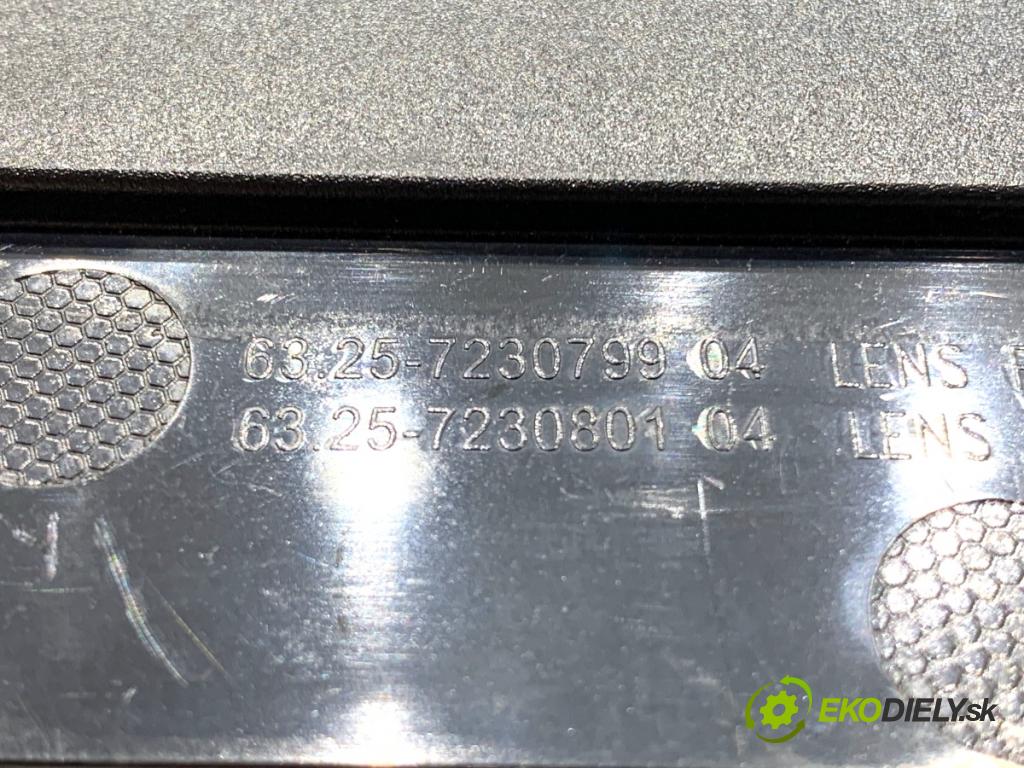 63.25-7230799 04 LENS
63.25-7230801 04 LENS
EKODIELY.sk